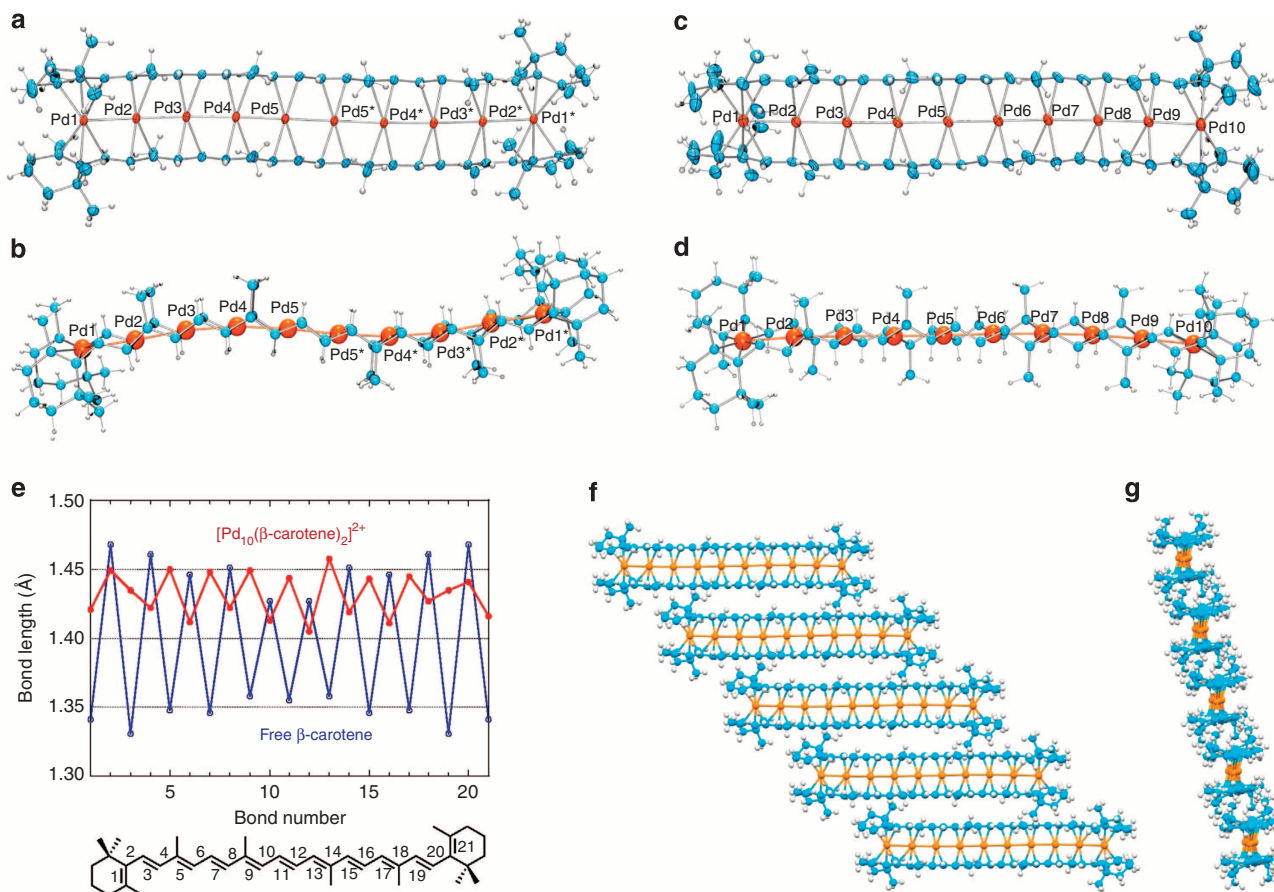 a
Pd1 Pd2 Pd3 Pd4 Pd5 Pd5* Pd4* Pd3* Pd2* Pd1*
c
Pd1 Pd2 Pd3 Pd4 Pd5 Pd6 Pd7 Pd8 Pd9 Pd10
b
Pd1 Pd2 Pd3 Pd4 Pd5 Pd5* Pd4* Pd3* Pd2* Pd1*
d
Pd1 Pd2 Pd3 Pd4 Pd5 Pd6 Pd7 Pd8 Pd9 Pd10
e
Bond length (Å)
1.50
1.45
1.40
1.35
1.30
[Pd10(β-carotene)2]2+
Free β-carotene
5 10 15 20
Bond number
1 2 3 4 5 6 7 8 9 10 11 12 13 14 15 16 17 18 19 20 21
f
g